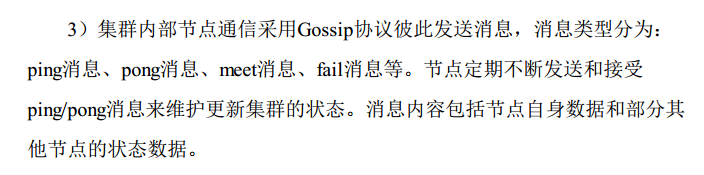 3）集群内部节点通信采用Gossip协议彼此发送消息，消息类型分为：
ping消息、pong消息、meet消息、fail消息等。节点定期不断发送和接受
ping/pong消息来维护更新集群的状态。消息内容包括节点自身数据和部分其
他节点的状态数据。